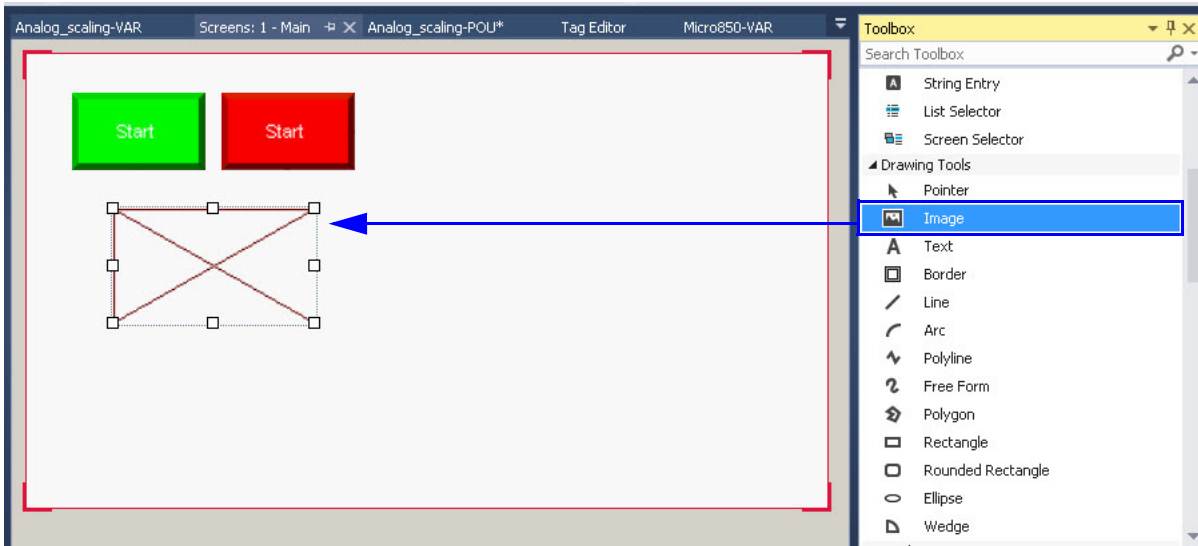 Analog_scaling-VAR Screens: 1 - Main Analog_scaling-POU* Tag Editor Micro850-VAR
Toolbox
Search Toolbox
Start Start
String Entry
List Selector
Screen Selector
Drawing Tools
Pointer
Image
Text
Border
Line
Arc
Polyline
Free Form
Polygon
Rectangle
Rounded Rectangle
Ellipse
Wedge